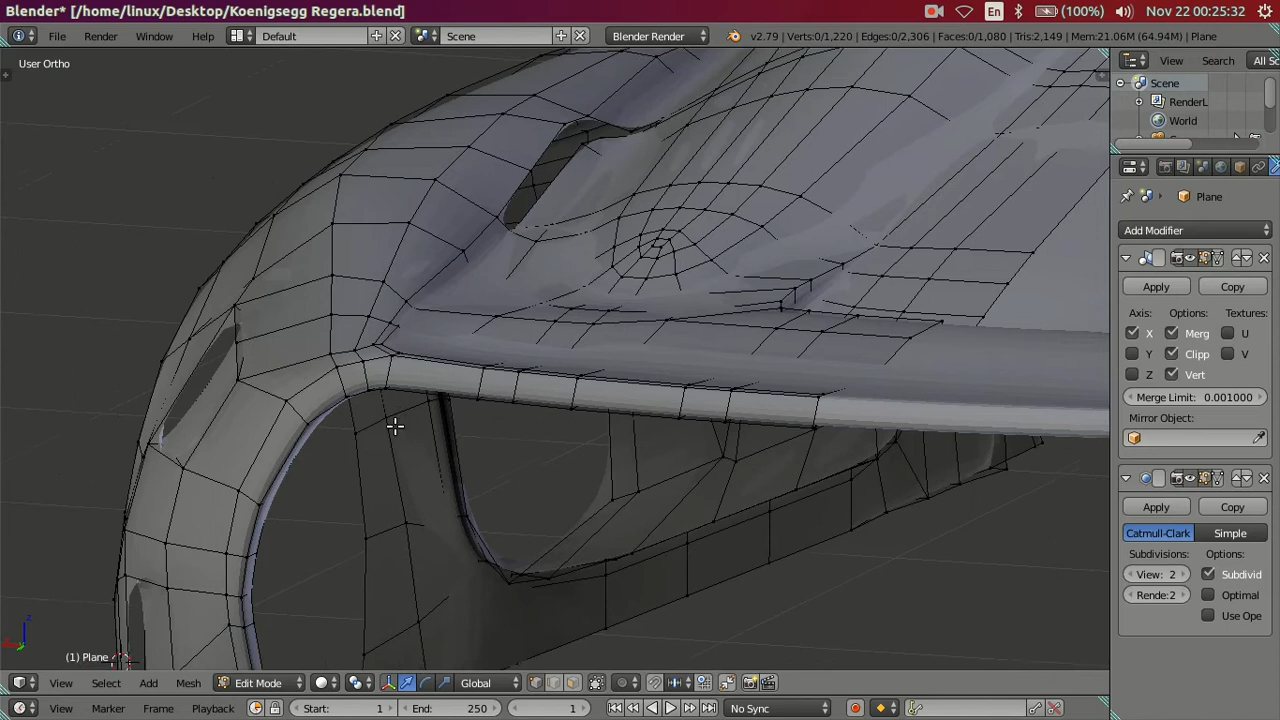 Blender* [/home/linux/Desktop/Koenigsegg Regera.blend] En (100%) Nov 22 00:25:32
File Render Window Help Default Scene Blender Render v2.79 | Verts:0/1,220 | Edges:0/2,306 | Faces:0/1,080 | Tris:2,149 | Mem:21.06M (64.94M) | Plane
User Ortho
View Search All Sc
Scene
RenderL
World
Plane
Add Modifier
Apply Copy
Axis: Options: Textures:
X Merg U
Y Clipp V
Z Vert
Merge Limit: 0.001000
Mirror Object:
Apply Copy
Catmull-Clark Simple
Subdivisions: Options:
View: 2 Subdivid
Rende:2 Optimal
Use Ope
z
(1) Plane
View Select Add Mesh Edit Mode Global
View Marker Frame Playback Start: 1 End: 250 1 No Sync